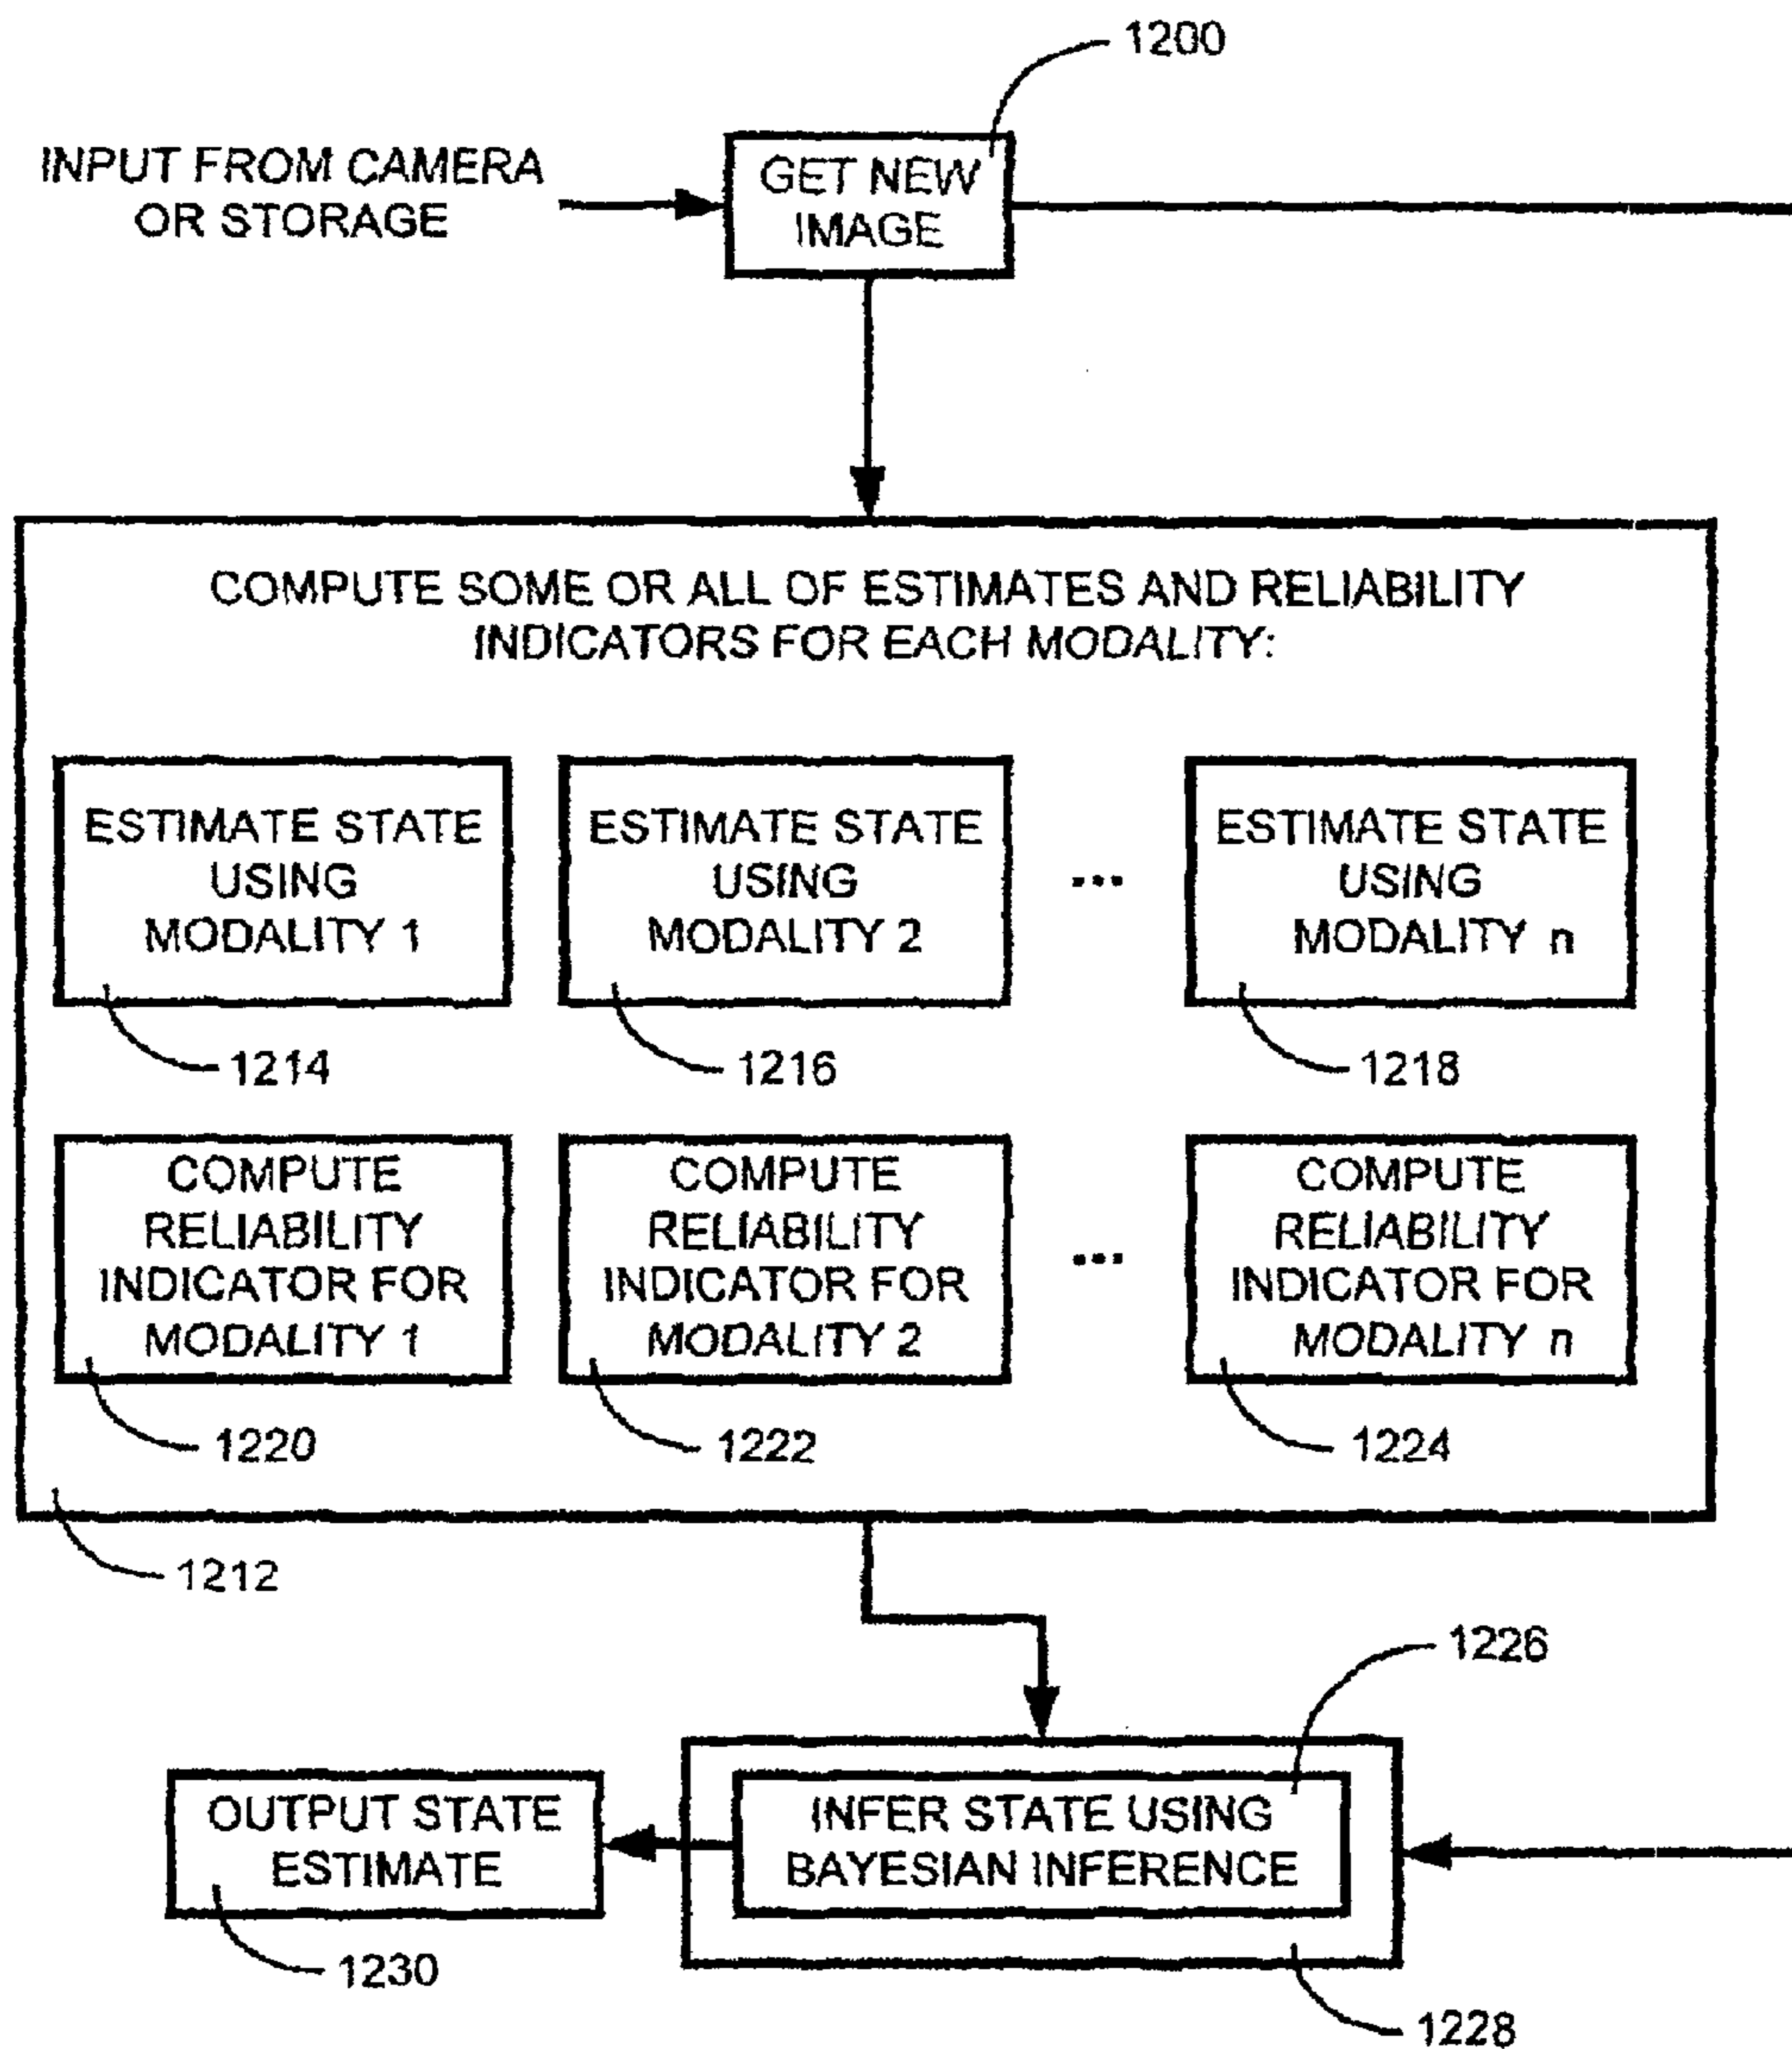 1200
INPUT FROM CAMERA
OR STORAGE
GET NEW
IMAGE
COMPUTE SOME OR ALL OF ESTIMATES AND RELIABILITY
INDICATORS FOR EACH MODALITY:
ESTIMATE STATE
USING
MODALITY 1
ESTIMATE STATE
USING
MODALITY 2
...
ESTIMATE STATE
USING
MODALITY n
1214
1216
1218
COMPUTE
RELIABILITY
INDICATOR FOR
MODALITY 1
COMPUTE
RELIABILITY
INDICATOR FOR
MODALITY 2
...
COMPUTE
RELIABILITY
INDICATOR FOR
MODALITY n
1220
1222
1224
1212
1226
OUTPUT STATE
ESTIMATE
INFER STATE USING
BAYESIAN INFERENCE
1230
1228